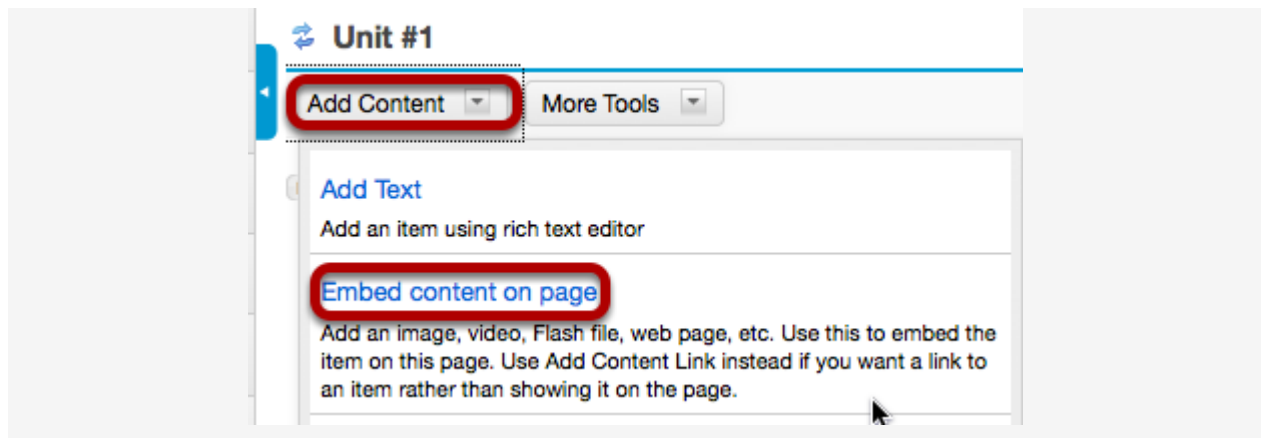 Unit #1
Add Content More Tools
Add Text
Add an item using rich text editor
Embed content on page
Add an image, video, Flash file, web page, etc. Use this to embed the
item on this page. Use Add Content Link instead if you want a link to
an item rather than showing it on the page.